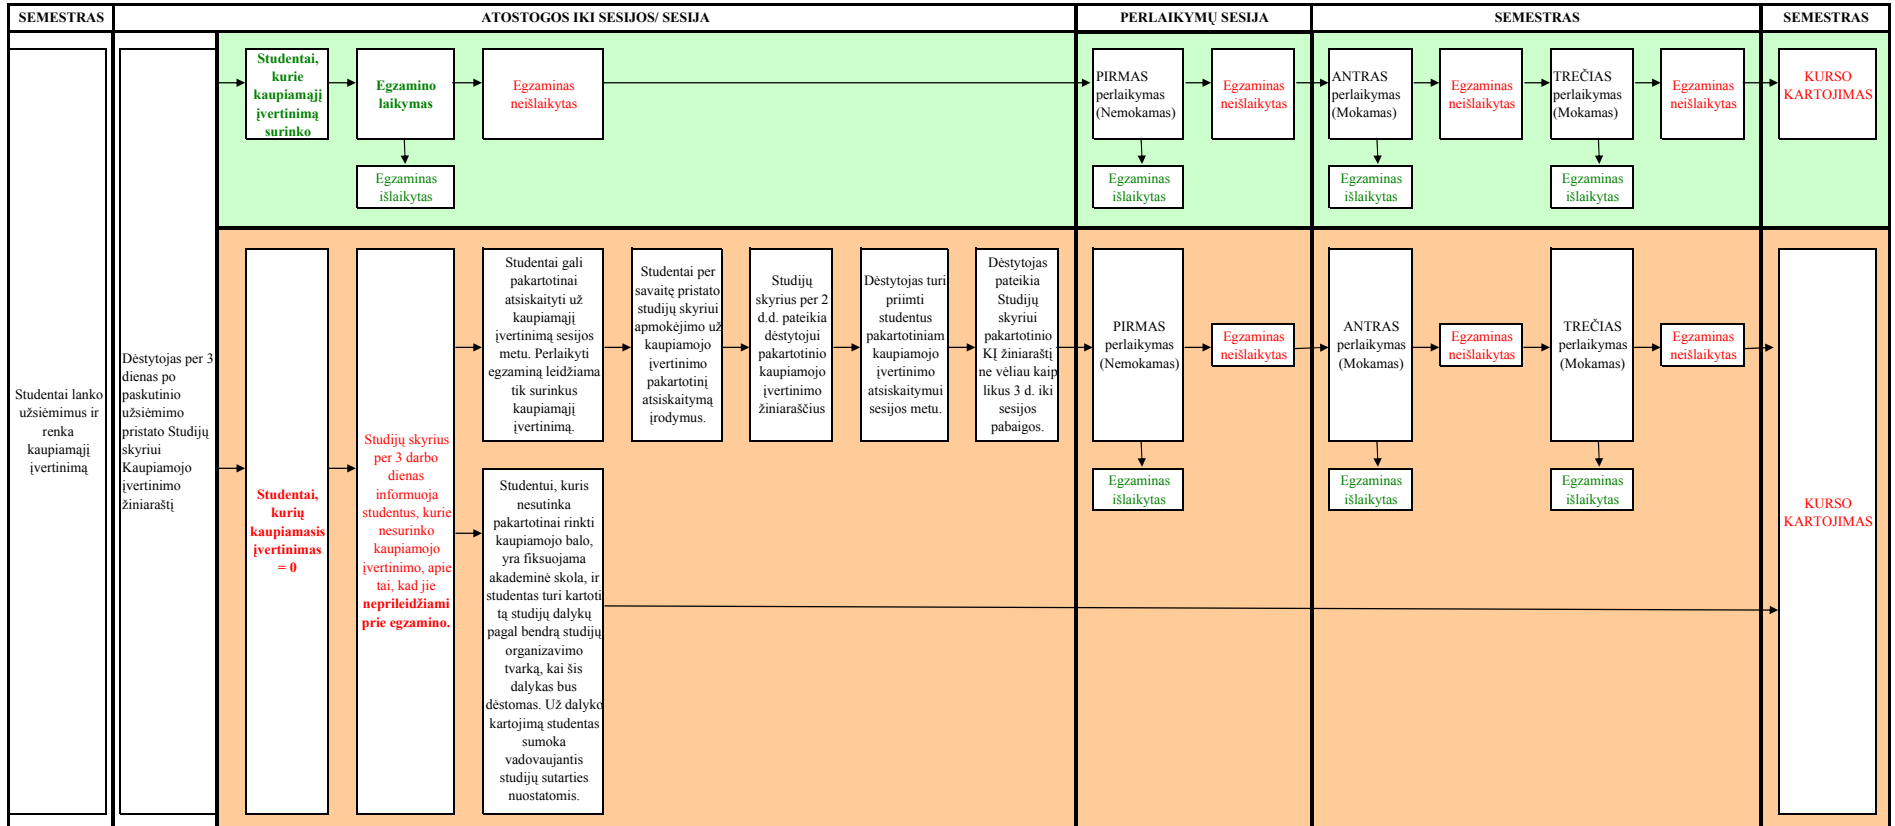 SEMESTRAS
ATOSTOGOS IKI SESIJOS/ SESIJA
PERLAIKYMŲ SESIJA
SEMESTRAS
SEMESTRAS
Studentai lanko
užsiėmimus ir
renka
kaupiamąjį
įvertinimą
Dėstytojas per 3
dienas po
paskutinio
užsiėmimo
pristato Studijų
skyriui
Kaupiamojo
įvertinimo
žiniaraštį
Studentai,
kurie
kaupiamąjį
įvertinimą
surinko
Egzamino
laikymas
Egzaminas
neišlaikytas
PIRMAS
perlaikymas
(Nemokamas)
Egzaminas
neišlaikytas
ANTRAS
perlaikymas
(Mokamas)
Egzaminas
neišlaikytas
TREČIAS
perlaikymas
(Mokamas)
Egzaminas
neišlaikytas
KURSO
KARTOJIMAS
Egzaminas
išlaikytas
Egzaminas
išlaikytas
Egzaminas
išlaikytas
Egzaminas
išlaikytas
Studentai,
kurių
kaupiamasis
įvertinimas
= 0
Studijų skyrius
per 3 darbo
dienas
informuoja
studentus, kurie
nesurinko
kaupiamojo
įvertinimo, apie
tai, kad jie
neprileidžiami
prie egzamino.
Studentai gali
pakartotinai
atsiskaityti už
kaupiamąjį
įvertinimą sesijos
metu. Perlaikyti
egzaminą leidžiama
tik surinkus
kaupiamąjį
įvertinimą.
Studentai per
savaitę pristato
studijų skyriui
apmokėjimo už
kaupiamojo
įvertinimo
pakartotinį
atsiskaitymą
įrodymus.
Studijų
skyrius per 2
d.d. pateikia
dėstytojui
pakartotinio
kaupiamojo
įvertinimo
žiniaraščius
Dėstytojas turi
priimti
studentus
pakartotiniam
kaupiamojo
įvertinimo
atsiskaitymui
sesijos metu.
Dėstytojas
pateikia
Studijų
skyriui
pakartotinio
KĮ žiniaraštį
ne vėliau kaip
likus 3 d. iki
sesijos
pabaigos.
PIRMAS
perlaikymas
(Nemokamas)
Egzaminas
neišlaikytas
ANTRAS
perlaikymas
(Mokamas)
Egzaminas
neišlaikytas
TREČIAS
perlaikymas
(Mokamas)
Egzaminas
neišlaikytas
KURSO
KARTOJIMAS
Egzaminas
išlaikytas
Egzaminas
išlaikytas
Egzaminas
išlaikytas
Studentui, kuris
nesutinka
pakartotinai rinkti
kaupiamojo balo,
yra fiksuojama
akademinė skola, ir
studentas turi kartoti
tą studijų dalykų
pagal bendrą studijų
organizavimo
tvarką, kai šis
dalykas bus
dėstomas. Už dalyko
kartojimą studentas
sumoka
vadovaujantis
studijų sutarties
nuostatomis.